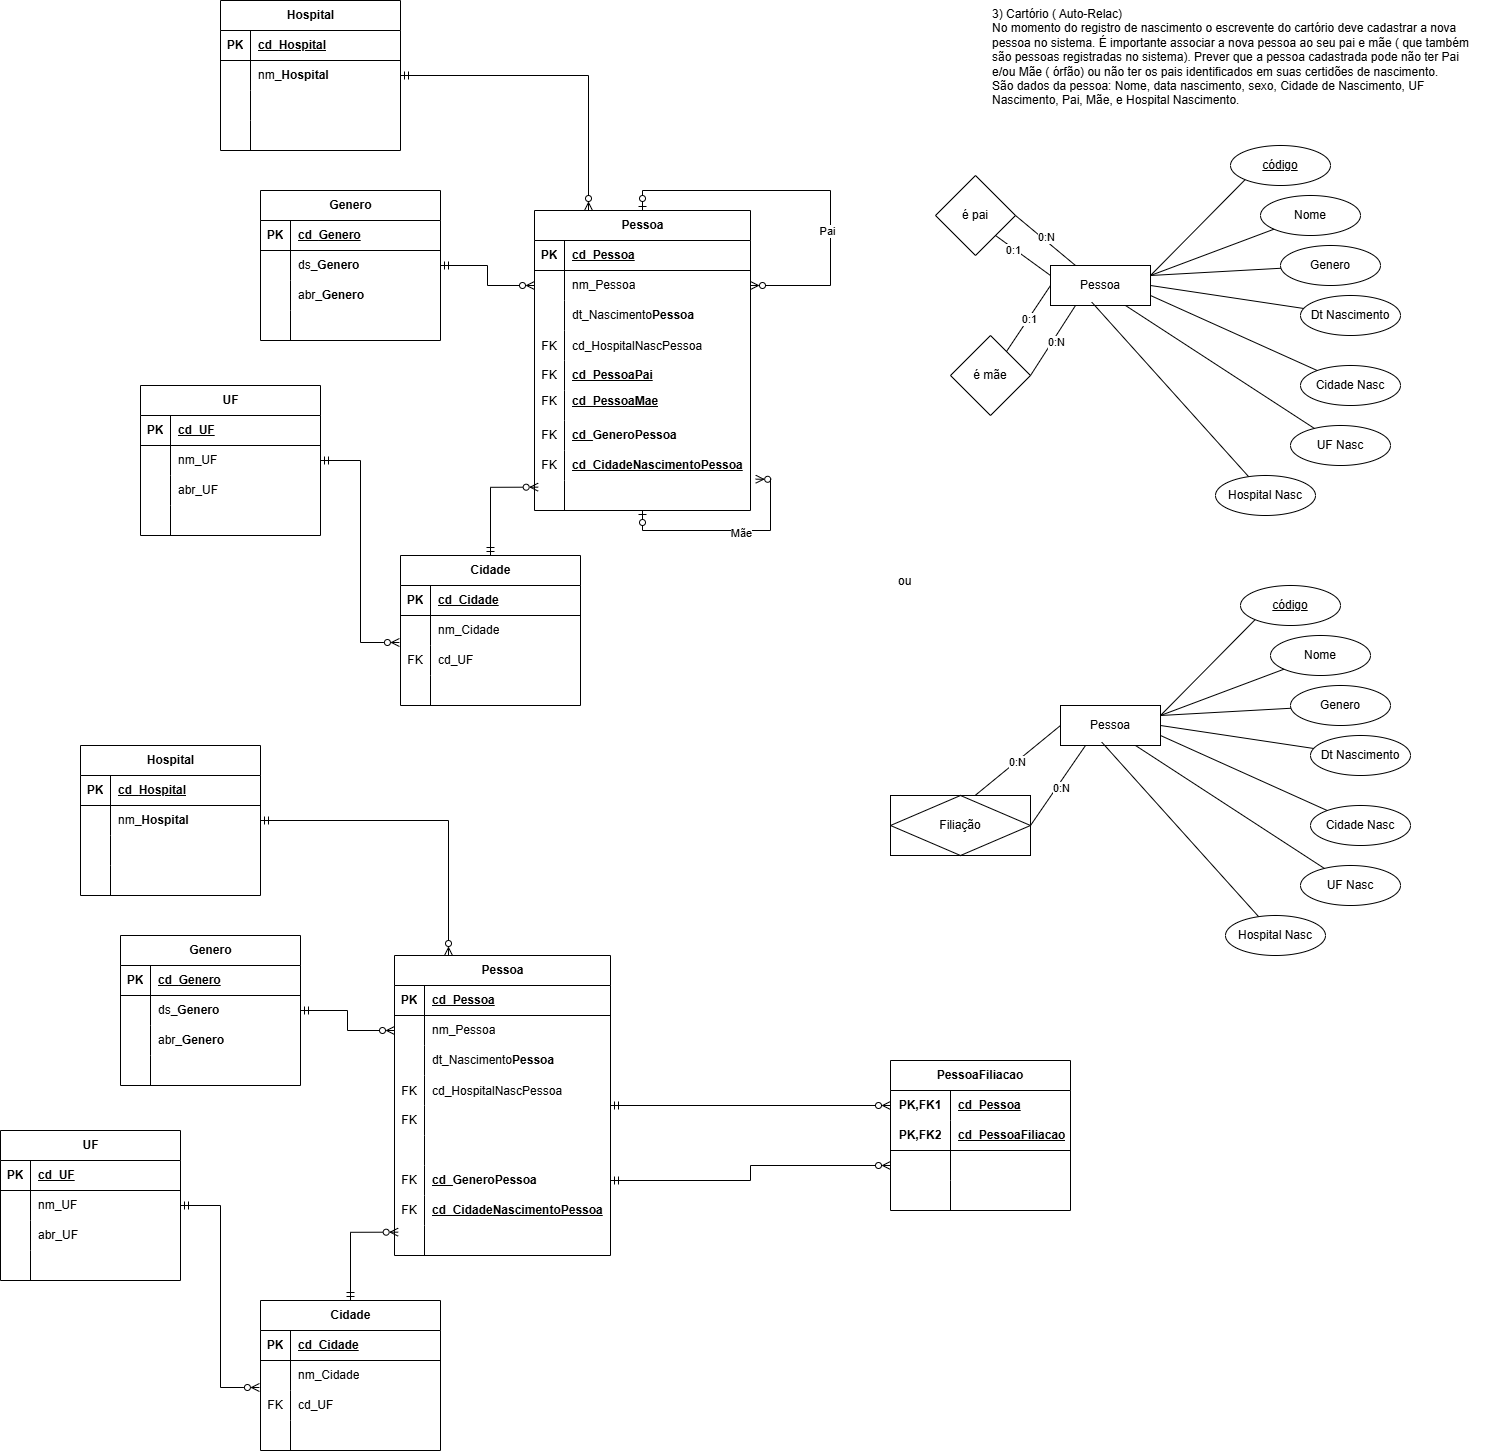 Hospital
PK cd_Hospital
nm_Hospital
3) Cartório ( Auto-Relac)
No momento do registro de nascimento o escrevente do cartório deve cadastrar a nova
pessoa no sistema. É importante associar a nova pessoa ao seu pai e mãe ( que também
são pessoas registradas no sistema). Prever que a pessoa cadastrada pode não ter Pai
e/ou Mãe ( órfão) ou não ter os pais identificados em suas certidões de nascimento.
São dados da pessoa: Nome, data nascimento, sexo, Cidade de Nascimento, UF
Nascimento, Pai, Mãe, e Hospital Nascimento.
Genero
PK cd_Genero
ds_Genero
abr_Genero
Pessoa
PK cd_Pessoa
nm_Pessoa
dt_NascimentoPessoa
FK cd_HospitalNascPessoa
FK cd_PessoaPai
FK cd_PessoaMae
FK cd_GeneroPessoa
FK cd_CidadeNascimentoPessoa
Pai
Mãe
UF
PK cd_UF
nm_UF
abr_UF
Cidade
PK cd_Cidade
nm_Cidade
FK cd_UF
é pai
0:N
0:1
Pessoa
0:1
0:N
é mãe
código
Nome
Genero
Dt Nascimento
Cidade Nasc
UF Nasc
Hospital Nasc
ou
código
Nome
Genero
Pessoa
Dt Nascimento
0:N
0:N
Filiação
Cidade Nasc
UF Nasc
Hospital Nasc
Hospital
PK cd_Hospital
nm_Hospital
Genero
PK cd_Genero
ds_Genero
abr_Genero
Pessoa
PK cd_Pessoa
nm_Pessoa
dt_NascimentoPessoa
FK cd_HospitalNascPessoa
FK
FK cd_GeneroPessoa
FK cd_CidadeNascimentoPessoa
PessoaFiliacao
PK,FK1 cd_Pessoa
PK,FK2 cd_PessoaFiliacao
UF
PK cd_UF
nm_UF
abr_UF
Cidade
PK cd_Cidade
nm_Cidade
FK cd_UF